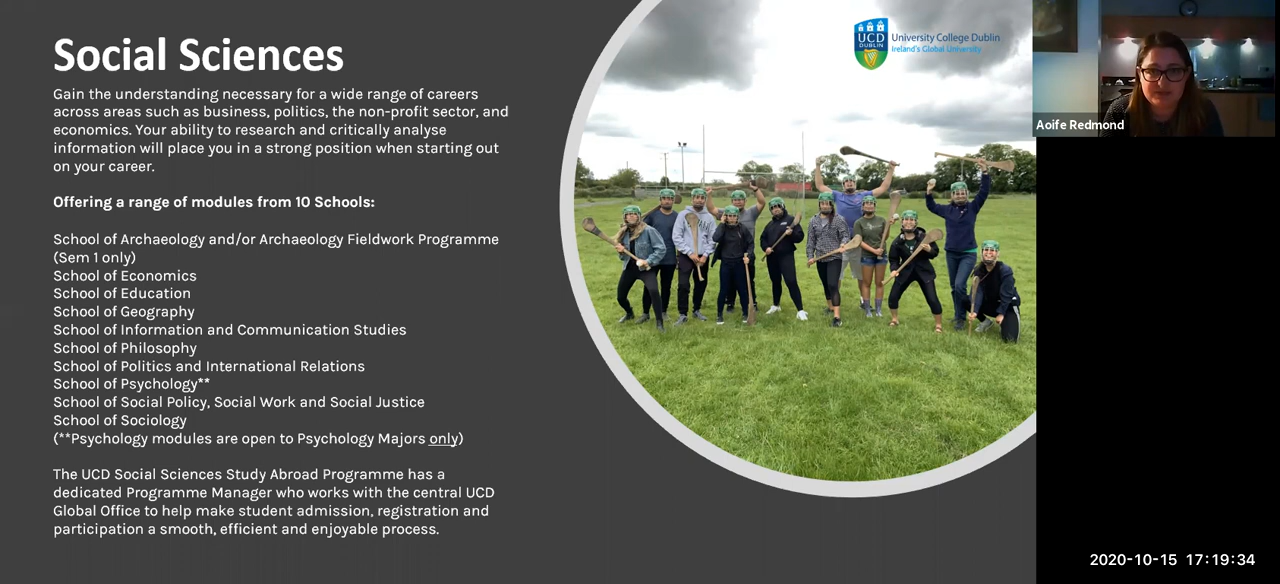 Social Sciences
Gain the understanding necessary for a wide range of careers
across areas such as business, politics, the non-profit sector, and
economics. Your ability to research and critically analyse
information will place you in a strong position when starting out
on your career.
Offering a range of modules from 10 Schools:
School of Archaeology and/or Archaeology Fieldwork Programme
(Sem 1 only)
School of Economics
School of Education
School of Geography
School of Information and Communication Studies
School of Philosophy
School of Politics and International Relations
School of Psychology**
School of Social Policy, Social Work and Social Justice
School of Sociology
(**Psychology modules are open to Psychology Majors only)
The UCD Social Sciences Study Abroad Programme has a
dedicated Programme Manager who works with the central UCD
Global Office to help make student admission, registration and
participation a smooth, efficient and enjoyable process.
UCD
DUBLIN
University College Dublin
Ireland's Global University
Aoife Redmond
2020-10-15 17:19:34